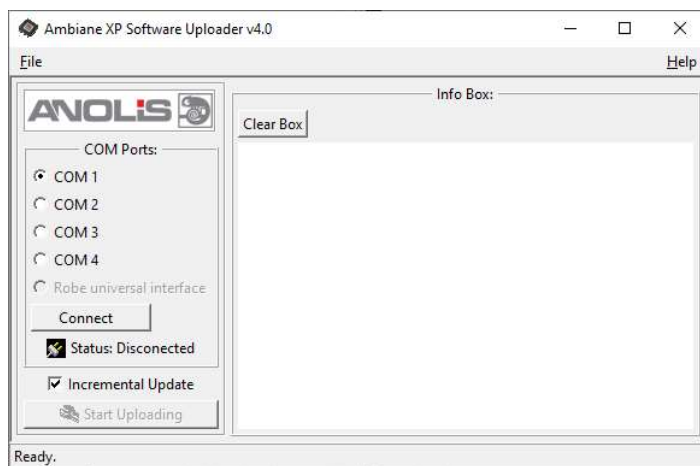 Ambiane XP Software Uploader v4.0
File
Help
ANOLiS
Info Box:
Clear Box
COM Ports:
COM 1
COM 2
COM 3
COM 4
Robe universal interface
Connect
Status: Disconected
Incremental Update
Start Uploading
Ready.